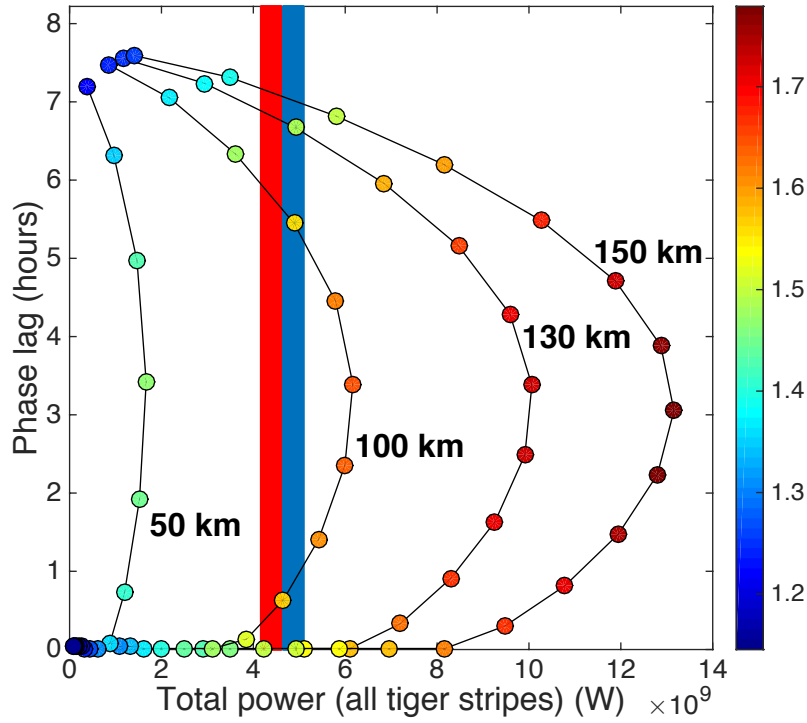 8
7
6
5
4
3
2
1
0
Phase lag (hours)
0 2 4 6 8 10 12 14
Total power (all tiger stripes) (W) ×10⁹
50 km
100 km
130 km
150 km
1.7
1.6
1.5
1.4
1.3
1.2